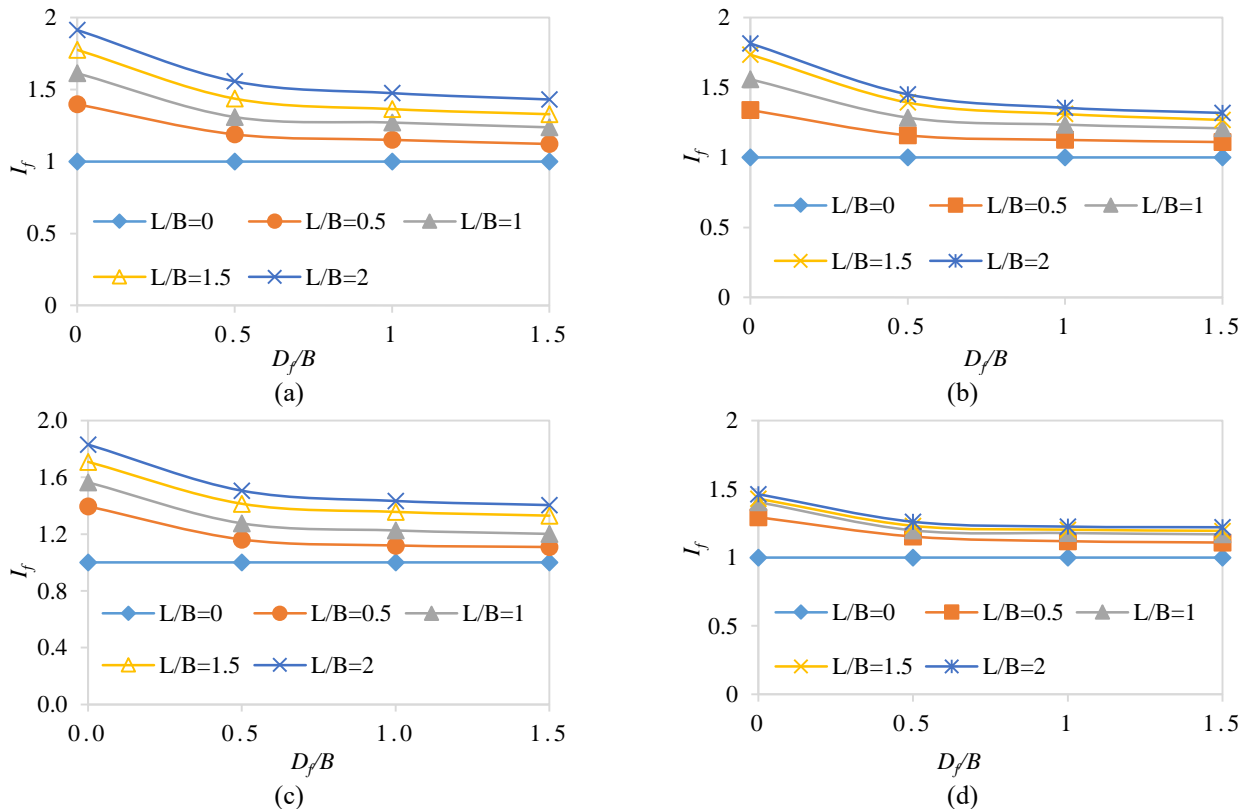 2
1.5
1
0.5
0
I_f
L/B=0 L/B=0.5 L/B=1
L/B=1.5 L/B=2
0 0.5 1 1.5
D_f/B
(a)
2
1.5
1
0.5
0
I_f
L/B=0 L/B=0.5 L/B=1
L/B=1.5 L/B=2
0 0.5 1 1.5
D_f/B
(b)
2.0
1.6
1.2
0.8
0.4
0.0
I_f
L/B=0 L/B=0.5 L/B=1
L/B=1.5 L/B=2
0.0 0.5 1.0 1.5
D_f/B
(c)
2
1.5
1
0.5
0
I_f
L/B=0 L/B=0.5 L/B=1
L/B=1.5 L/B=2
0 0.5 1 1.5
D_f/B
(d)